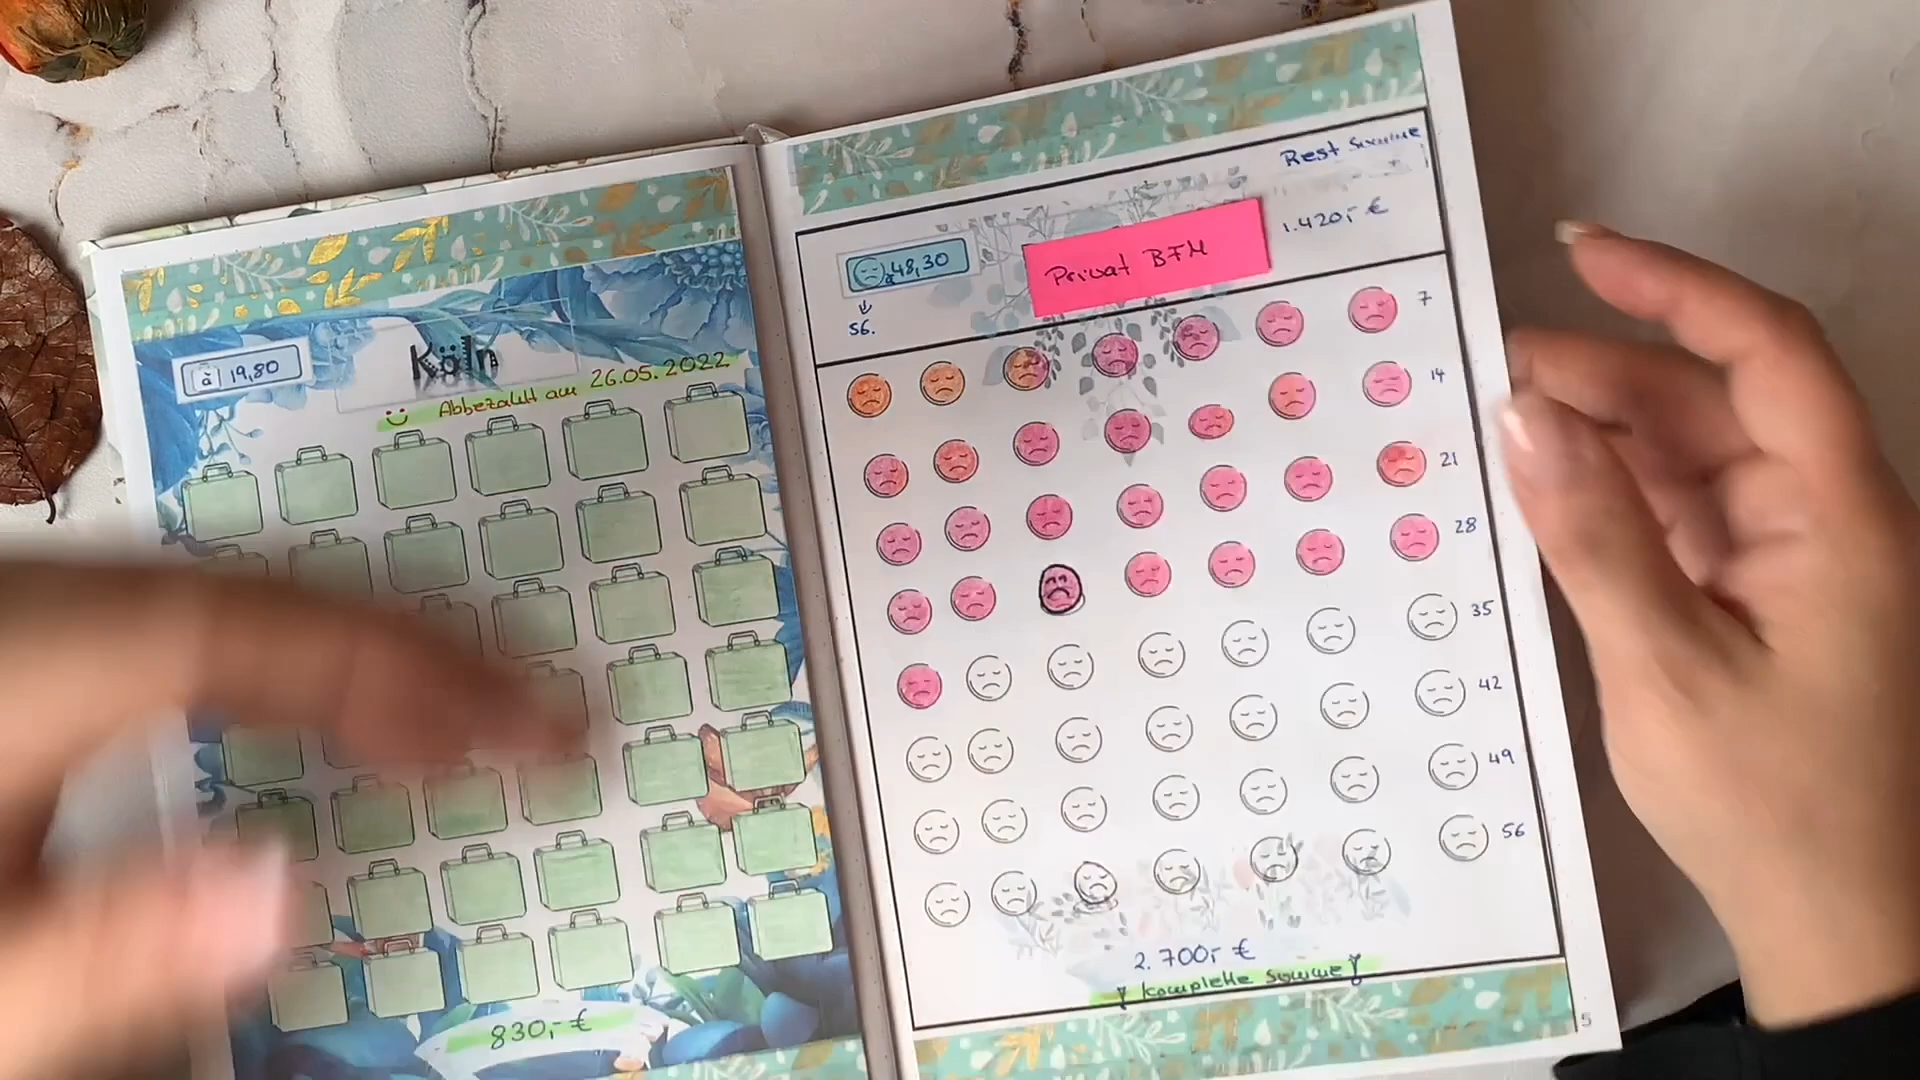 Köln
à 19,80
Abbezahlt am 26.05.2022
830,- €
Rest Summe
1.420,- €
à 48,30
56.
Privat BFM
7
14
21
28
35
42
49
56
2.700,- €
! Komplette Summe !
5